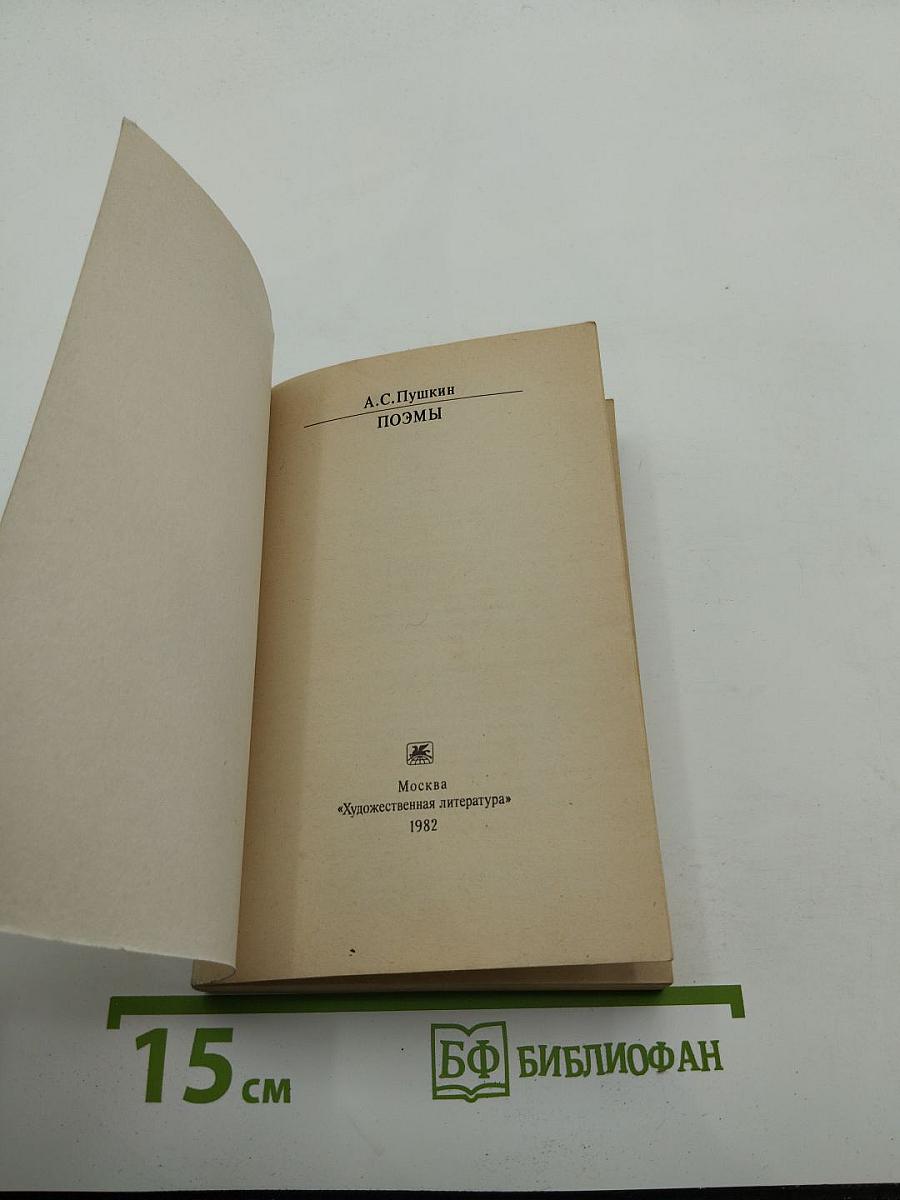 А.С.Пушкин
ПОЭМЫ
Москва
«Художественная литература»
1982
15 см
БФ БИБЛИОФАН